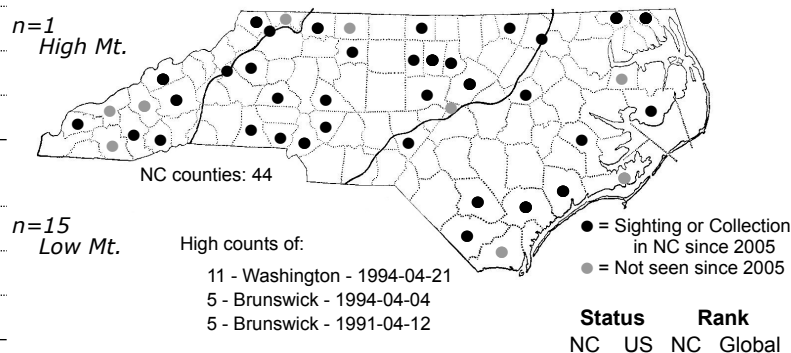 n=1
High Mt.
NC counties: 44
n=15
Low Mt.
High counts of:
11 - Washington - 1994-04-21
5 - Brunswick - 1994-04-04
5 - Brunswick - 1991-04-12
= Sighting or Collection
in NC since 2005
= Not seen since 2005
Status Rank
NC US NC Global